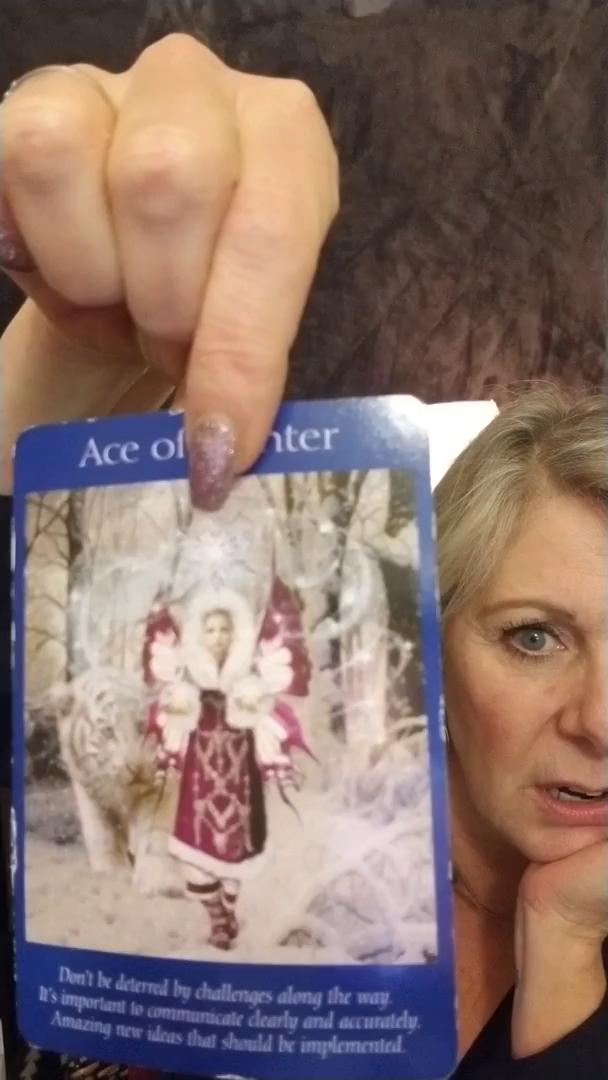 Ace of nter
Don't be deterred by challenges along the way.
It's important to communicate clearly and accurately.
Amazing new ideas that should be implemented.